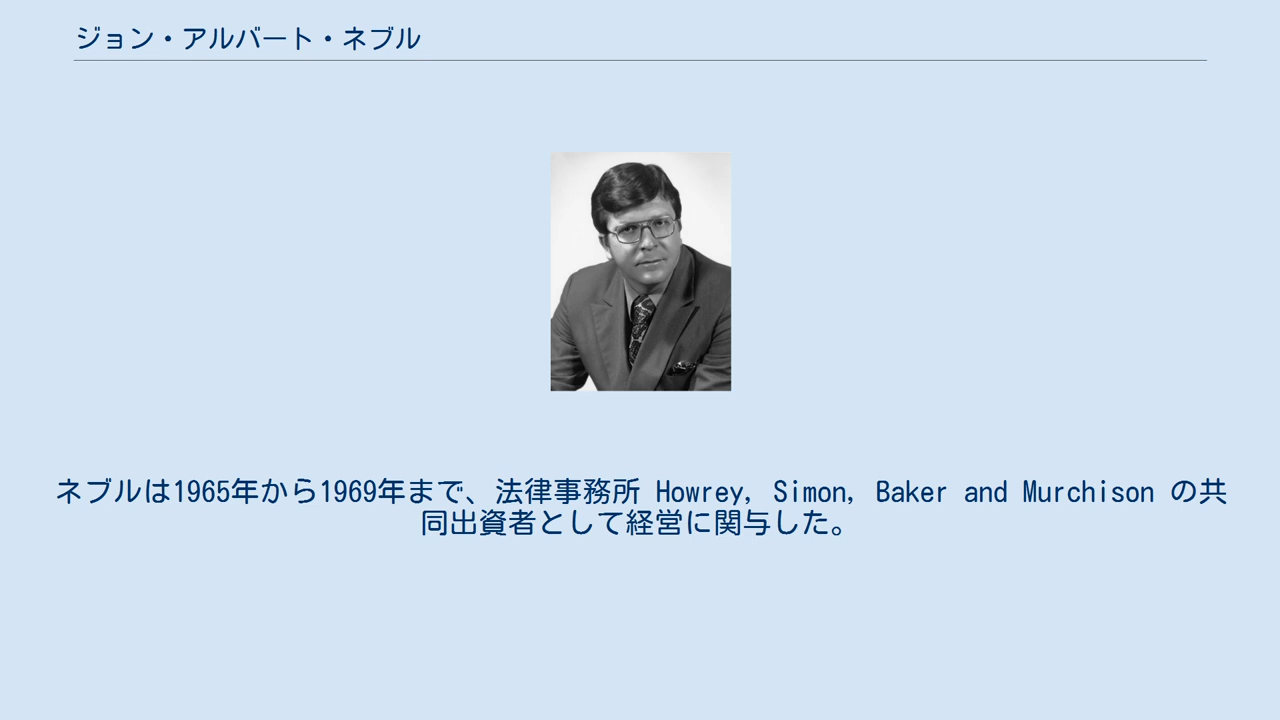 ジョン・アルバート・ネブル
ネブルは1965年から1969年まで、法律事務所 Howrey, Simon, Baker and Murchison の共
同出資者として経営に関与した。